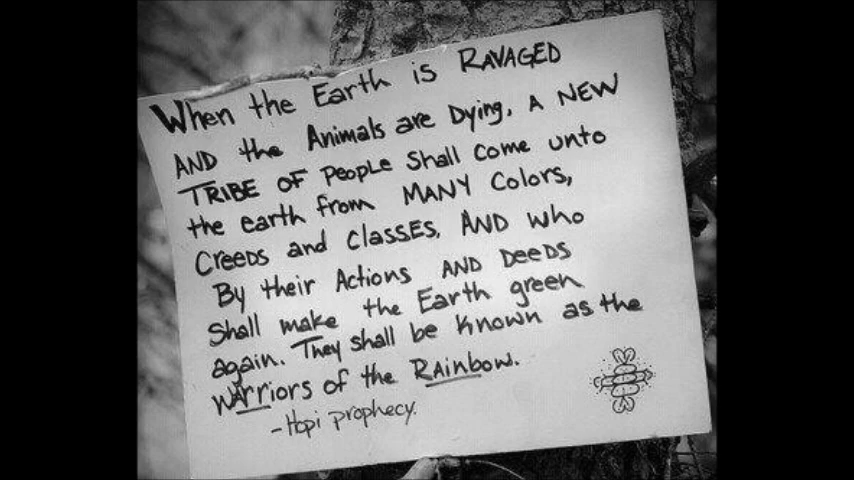 When the Earth is RAVAGED
AND the Animals are Dying, A NEW
TRIBE OF PeopLe Shall Come unto
the earth from MANY Colors,
CreeDs and ClassEs, AND who
By their Actions AND DeeDs
Shall make the Earth green
again. They shall be Known as the
WArriors of the Rainbow.
-Hopi prophecy.